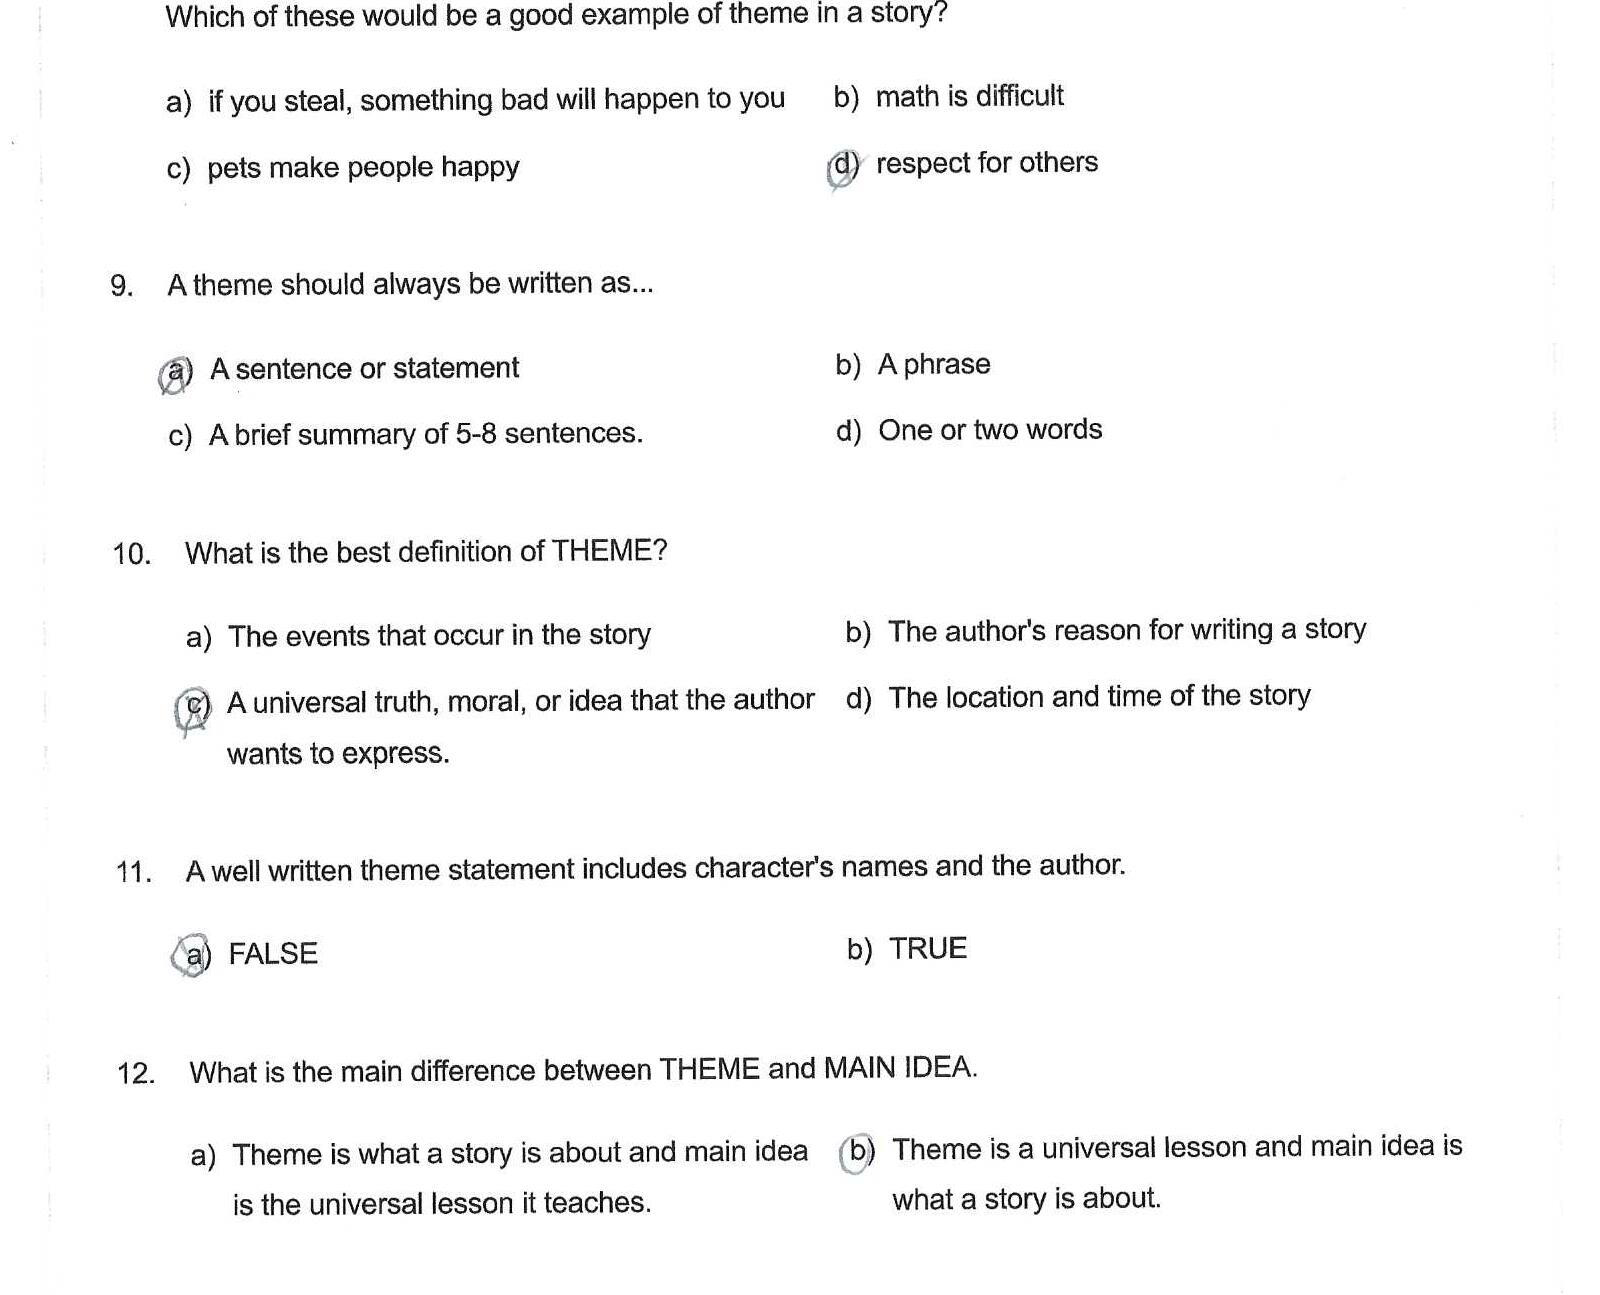 Which of these would be a good example of theme in a story?
a) if you steal, something bad will happen to you b) math is difficult
c) pets make people happy d) respect for others
9. A theme should always be written as...
a) A sentence or statement b) A phrase
c) A brief summary of 5-8 sentences. d) One or two words
10. What is the best definition of THEME?
a) The events that occur in the story b) The author's reason for writing a story
c) A universal truth, moral, or idea that the author d) The location and time of the story
wants to express.
11. A well written theme statement includes character's names and the author.
a) FALSE b) TRUE
12. What is the main difference between THEME and MAIN IDEA.
a) Theme is what a story is about and main idea b) Theme is a universal lesson and main idea is
is the universal lesson it teaches. what a story is about.